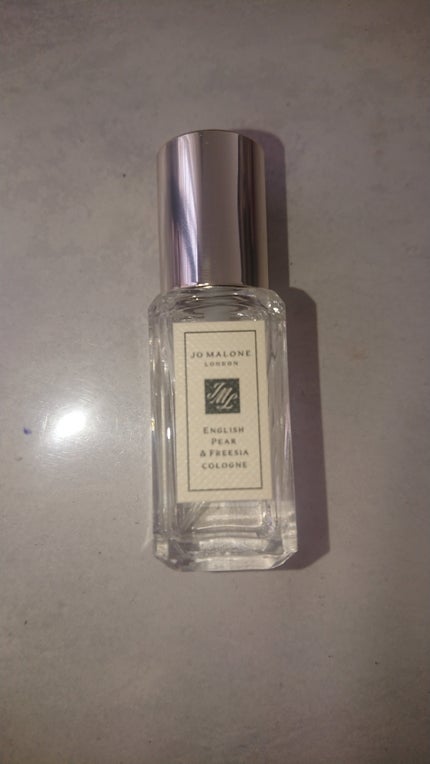 JO MALONE
LONDON
JML
ENGLISH
PEAR
& FREESIA
COLOGNE